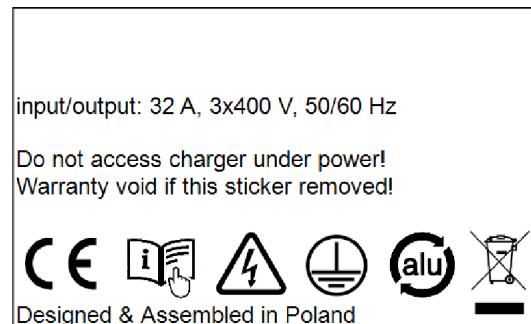 input/output: 32 A, 3x400 V, 50/60 Hz
Do not access charger under power!
Warranty void if this sticker removed!
CE i alu
Designed & Assembled in Poland